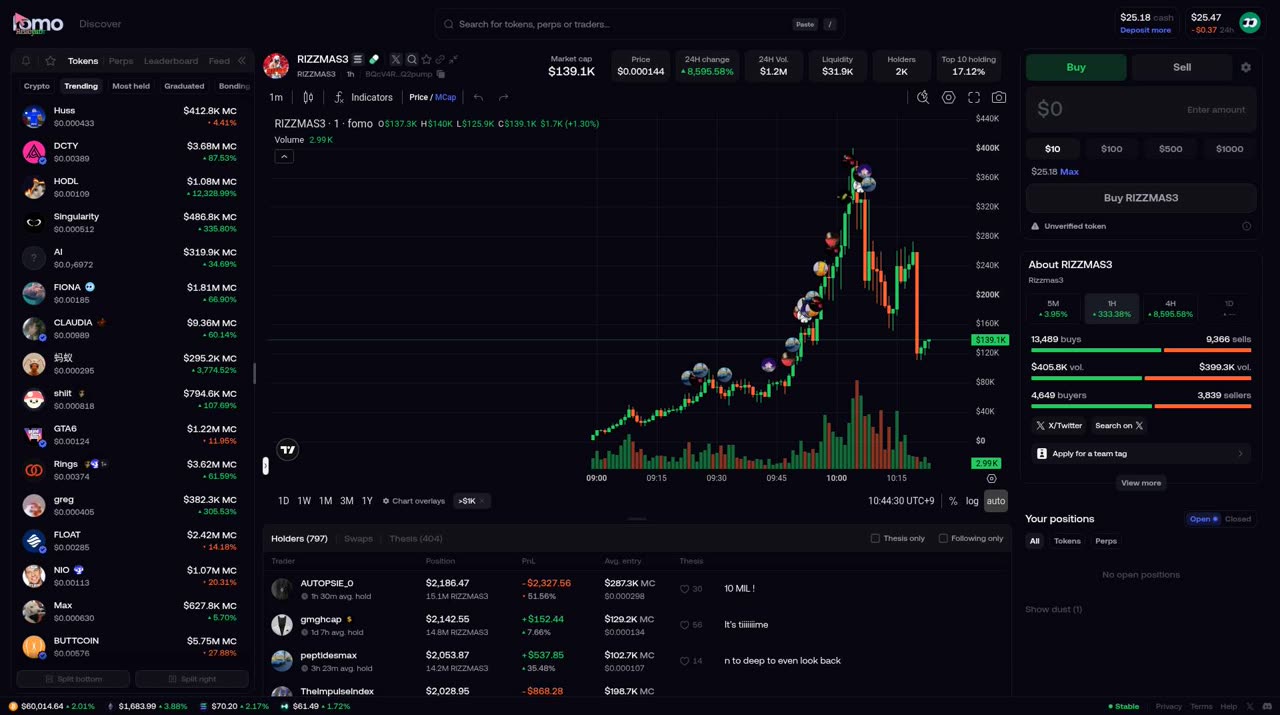 fomo
Discover
Search for tokens, perps or traders...
Paste
/
$25.18 cash
Deposit more
$25.47
- $0.37 24h
Tokens Perps Leaderboard Feed
Crypto Trending Most held Graduated Bonding
Huss $412.8K MC
$0.000433 4.41%
DCTY $3.68M MC
$0.00389 87.53%
HODL $1.08M MC
$0.00109 12,328.99%
Singularity $486.8K MC
$0.000512 335.80%
AI $319.9K MC
$0.0₇6972 34.69%
FIONA $1.81M MC
$0.00185 66.90%
CLAUDIA $9.36M MC
$0.00989 60.14%
蚂蚁 $295.2K MC
$0.000295 3,774.52%
shiit $794.6K MC
$0.000818 107.69%
GTA6 $1.22M MC
$0.00124 11.95%
Rings 1+ $3.62M MC
$0.00374 61.59%
greg $382.3K MC
$0.000405 305.53%
FLOAT $2.42M MC
$0.00285 14.18%
NIO $1.07M MC
$0.00113 20.31%
Max $627.8K MC
$0.000630 5.70%
BUTTCOIN $5.75M MC
$0.00576 27.88%
Split bottom Split right
RIZZMAS3
RIZZMAS3 1h BQcV4R...Q2pump
Market cap
$139.1K
Price
$0.000144
24H change
8,595.58%
24H Vol.
$1.2M
Liquidity
$31.9K
Holders
2K
Top 10 holding
17.12%
1m Indicators Price / MCap
RIZZMAS3 · 1 · fomo O$137.3K H$140K L$125.9K C$139.1K $1.7K (+1.30%)
Volume 2.99K
$440K
$400K
$360K
$320K
$280K
$240K
$200K
$160K
$139.1K
$120K
$80K
$40K
$0
2.99K
09:00 09:15 09:30 09:45 10:00 10:15
1D 1W 1M 3M 1Y Chart overlays >$1K ×
10:44:30 UTC+9 % log auto
Holders (797) Swaps Thesis (404) Thesis only Following only
Trader Position PnL Avg. entry Thesis
AUTOPSIE_0 $2,186.47 - $2,327.56 $287.3K MC
1h 30m avg. hold 15.1M RIZZMAS3 51.56% $0.000298
30 10 MIL !
gmghcap $2,142.55 +$152.44 $129.2K MC
1d 7h avg. hold 14.8M RIZZMAS3 7.66% $0.000134
56 It's tiiiiiiime
peptidesmax $2,053.87 +$537.85 $102.7K MC
3h 23m avg. hold 14.2M RIZZMAS3 35.48% $0.000107
14 n to deep to even look back
TheImpulseIndex $2,028.95 - $868.28 $198.7K MC
Buy Sell
$0 Enter amount
$10 $100 $500 $1000
$25.18 Max
Buy RIZZMAS3
Unverified token
About RIZZMAS3
Rizzmas3
5M 1H 4H 1D
3.95% 333.38% 8,595.58% --
13,489 buys 9,366 sells
$405.8K vol. $399.3K vol.
4,649 buyers 3,839 sellers
X/Twitter Search on X
Apply for a team tag
View more
Your positions Open Closed
All Tokens Perps
No open positions
Show dust (1)
$60,014.64 2.01% $1,683.99 3.88% $70.20 2.17% $61.49 1.72%
Stable Privacy Terms Help